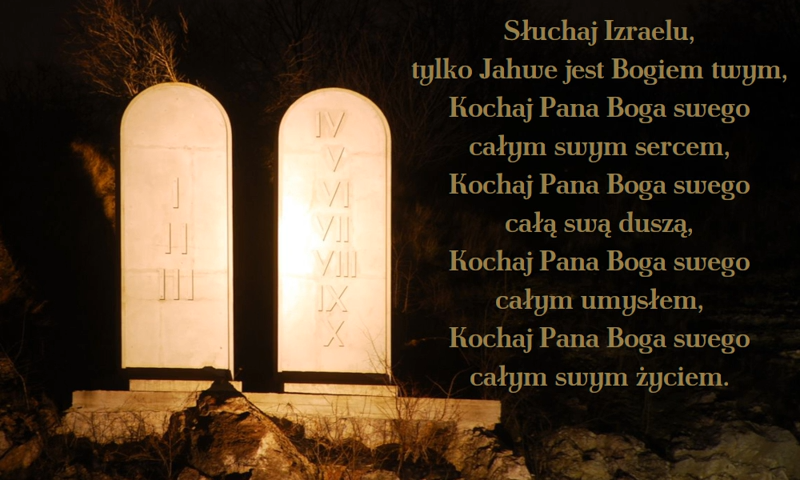 I
II
III
IV
V
VI
VII
VIII
IX
X
Słuchaj Izraelu,
tylko Jahwe jest Bogiem twym,
Kochaj Pana Boga swego
całym swym sercem,
Kochaj Pana Boga swego
całą swą duszą,
Kochaj Pana Boga swego
całym umysłem,
Kochaj Pana Boga swego
całym swym życiem.